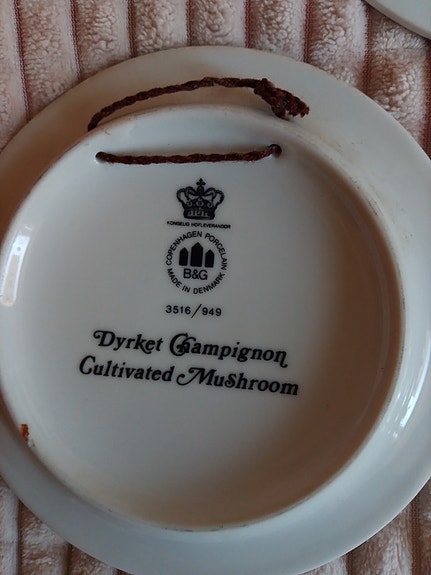 KONGELIG HOFLEVERANDØR
COPENHAGEN PORCELAIN
B&G
MADE IN DENMARK
3516/949
Dyrket Champignon
Cultivated Mushroom